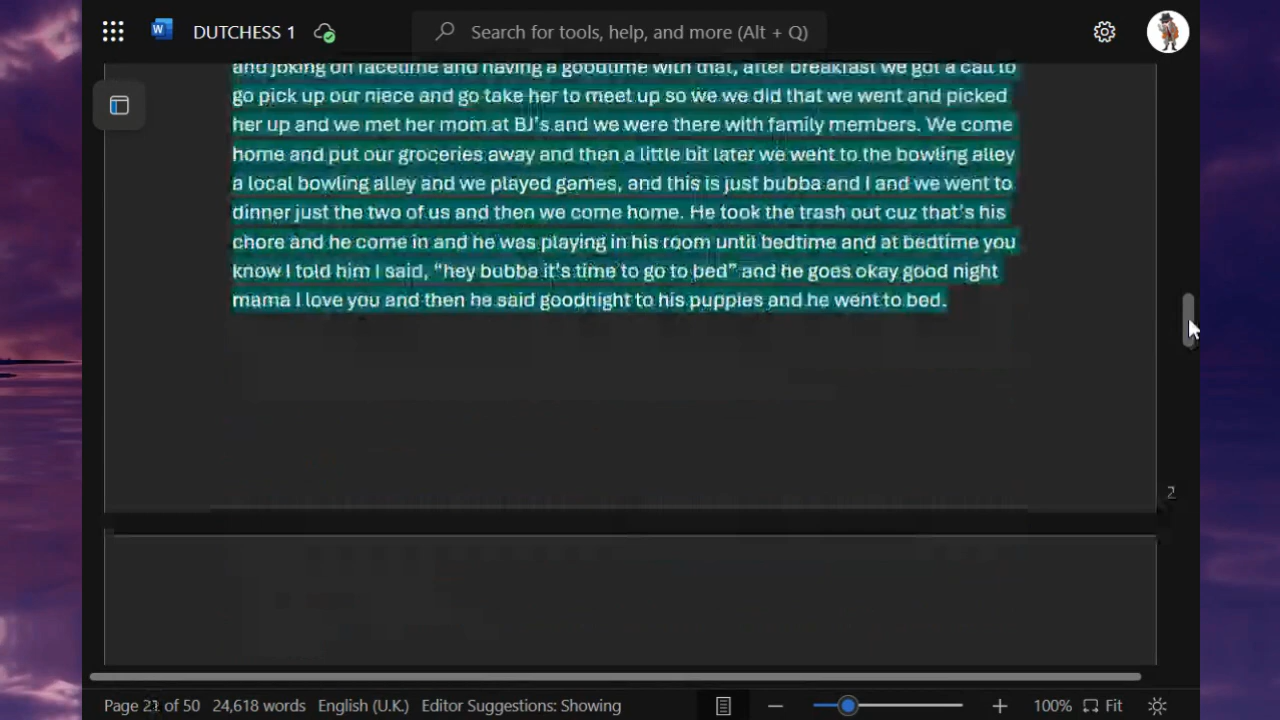 DUTCHESS 1
Search for tools, help, and more (Alt + Q)
and joking on facetime and having a goodtime with that, after breakfast we got a call to
go pick up our niece and go take her to meet up so we we did that we went and picked
her up and we met her mom at BJ's and we were there with family members. We come
home and put our groceries away and then a little bit later we went to the bowling alley
a local bowling alley and we played games, and this is just bubba and I and we went to
dinner just the two of us and then we come home. He took the trash out cuz that's his
chore and he come in and he was playing in his room until bedtime and at bedtime you
know I told him I said, “hey bubba it's time to go to bed” and he goes okay good night
mama I love you and then he said goodnight to his puppies and he went to bed.
2
Page of 50 24,618 words English (U.K.) Editor Suggestions: Showing 100% Fit